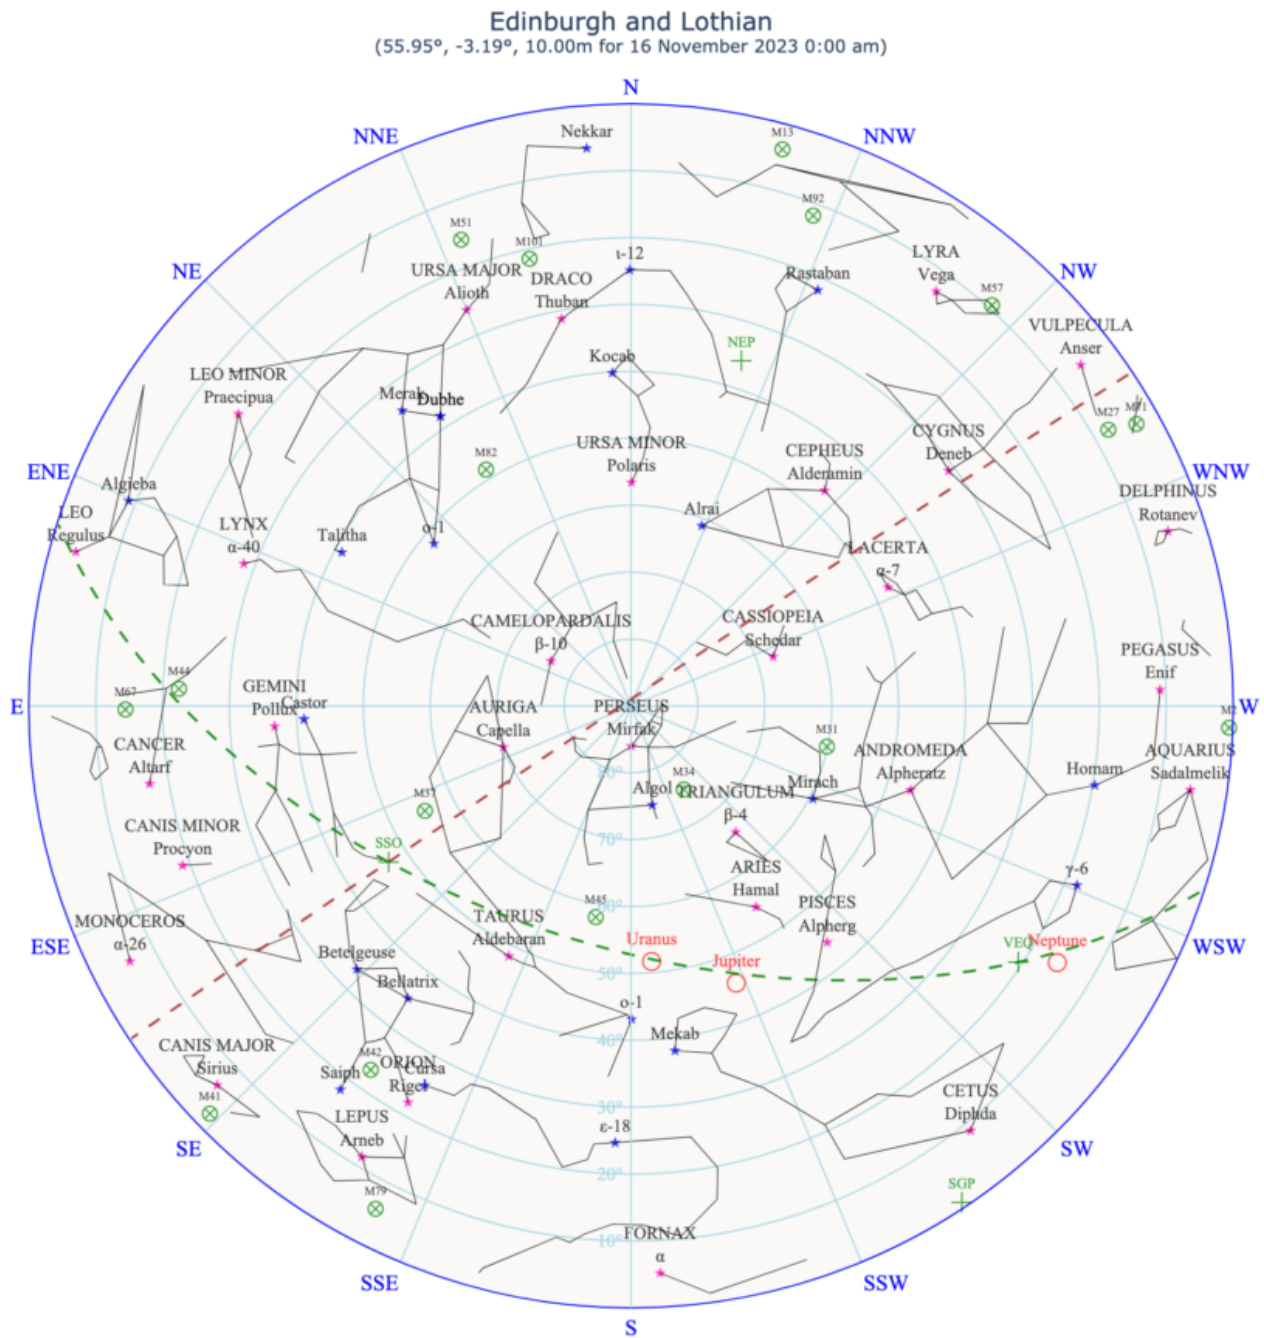 Edinburgh and Lothian
(55.95°, -3.19°, 10.00m for 16 November 2023 0:00 am)
N
NNE
Nekkar
M13
NNW
M92
M51
M101
ι-12
URSA MAJOR
Alioth
DRACO
Thuban
Rastaban
LYRA
Vega
NE
NW
M57
VULPECULA
Anser
NEP
Kocab
LEO MINOR
Praecipua
Merak
Dubhe
M27
M71
URSA MINOR
Polaris
CEPHEUS
Alderamin
CYGNUS
Deneb
M82
ENE
WNW
Algieba
DELPHINUS
Rotanev
LEO
Regulus
LYNX
α-40
Talitha
ο-1
Alrai
LACERTA
α-7
CAMELOPARDALIS
β-10
CASSIOPEIA
Schedar
PEGASUS
Enif
M44
M67
GEMINI
Pollux
Castor
AURIGA
Capella
PERSEUS
Mirfak
E
W
M2
M31
CANCER
Altarf
ANDROMEDA
Alpheratz
AQUARIUS
Sadalmelik
Homam
80°
M34
Algol
TRIANGULUM
β-4
Mirach
M37
CANIS MINOR
Procyon
70°
SSO
ARIES
Hamal
γ-6
60°
M45
PISCES
Alpherg
MONOCEROS
α-26
TAURUS
Aldebaran
ESE
WSW
Uranus
Jupiter
VEQ
Neptune
Betelgeuse
Bellatrix
50°
ο-1
Mekab
40°
CANIS MAJOR
Sirius
M42
ORION
Rigel
Saiph
Cursa
M41
CETUS
Diphda
30°
LEPUS
Arneb
ε-18
SE
SW
20°
M79
SGP
10°
FORNAX
α
SSE
SSW
S